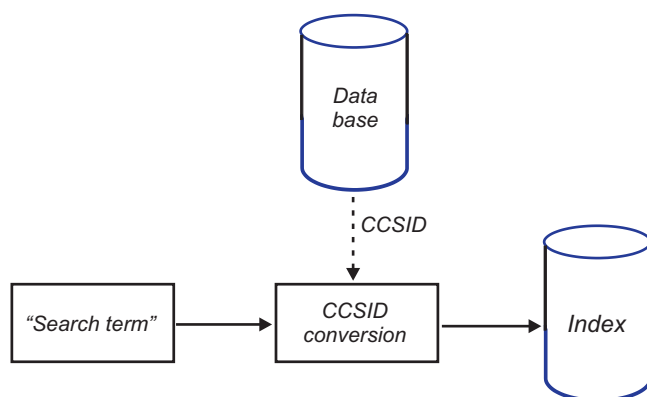 Data
base
CCSID
“Search term”
CCSID
conversion
Index